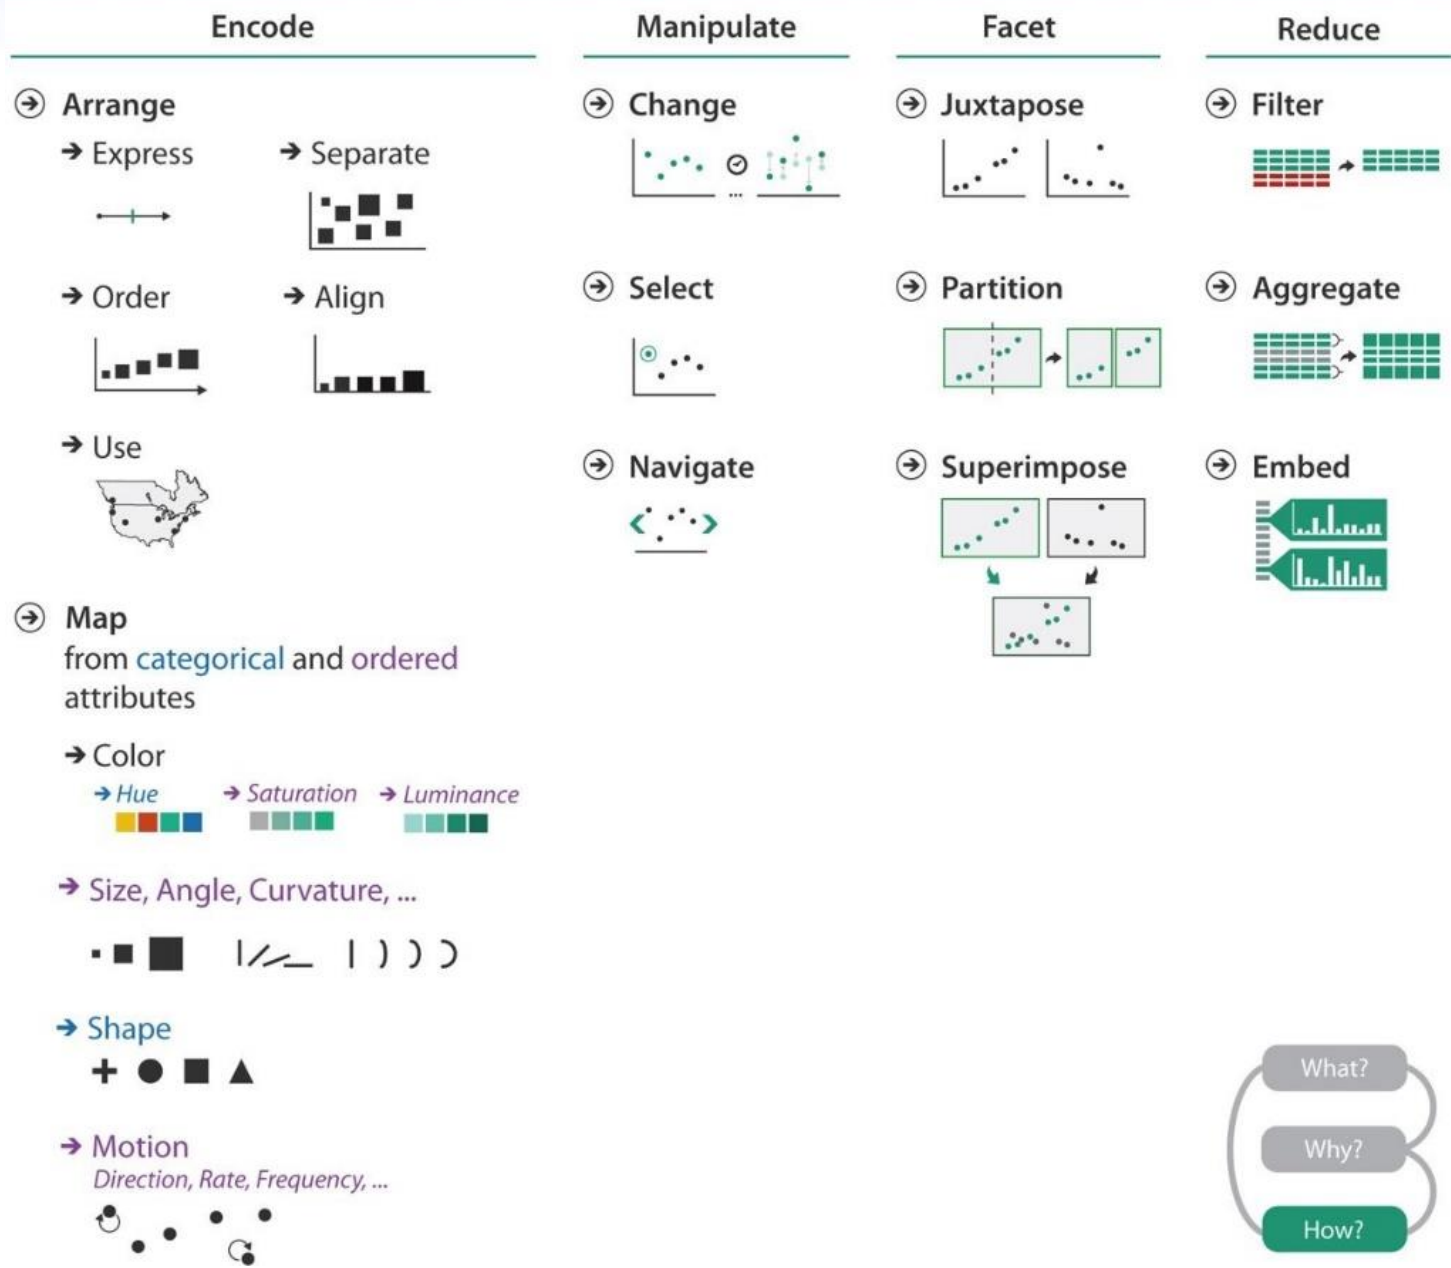 Encode
Arrange
Express
Separate
Order
Align
Use
Map
from categorical and ordered
attributes
Color
Hue
Saturation
Luminance
Size, Angle, Curvature, ...
Shape
Motion
Direction, Rate, Frequency, ...
Manipulate
Change
...
Select
Navigate
Facet
Juxtapose
Partition
Superimpose
Reduce
Filter
Aggregate
Embed
What?
Why?
How?